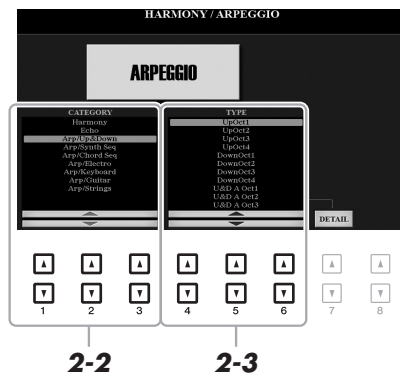 HARMONY / ARPEGGIO
ARPEGGIO
CATEGORY
Harmony
Echo
Arp/Up&Down
Arp/Synth Seq
Arp/Chord Seq
Arp/Electro
Arp/Keyboard
Arp/Guitar
Arp/Strings
TYPE
UpOct1
UpOct2
UpOct3
UpOct4
DownOct1
DownOct2
DownOct3
DownOct4
U&D A Oct1
U&D A Oct2
U&D A Oct3
DETAIL
1 2 3 4 5 6 7 8
2-2 2-3